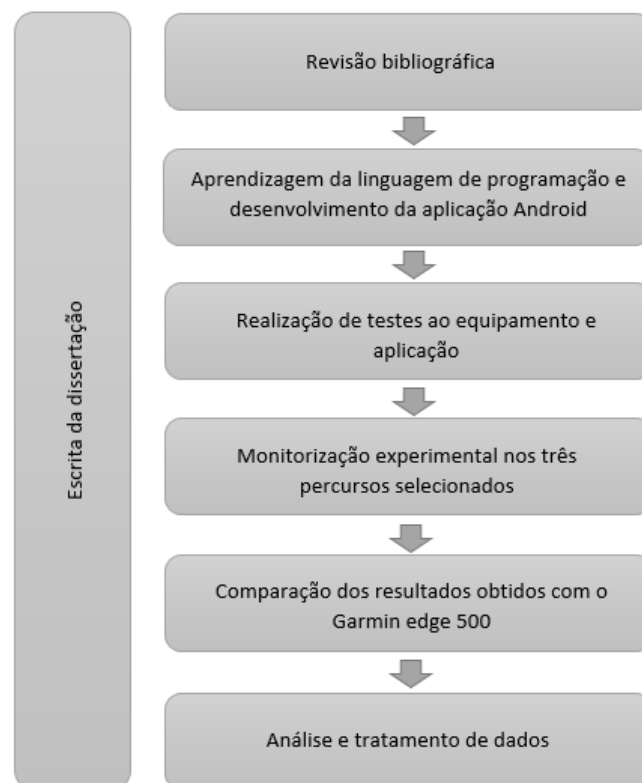 Escrita da dissertação
Revisão bibliográfica
Aprendizagem da linguagem de programação e
desenvolvimento da aplicação Android
Realização de testes ao equipamento e
aplicação
Monitorização experimental nos três
percursos selecionados
Comparação dos resultados obtidos com o
Garmin edge 500
Análise e tratamento de dados